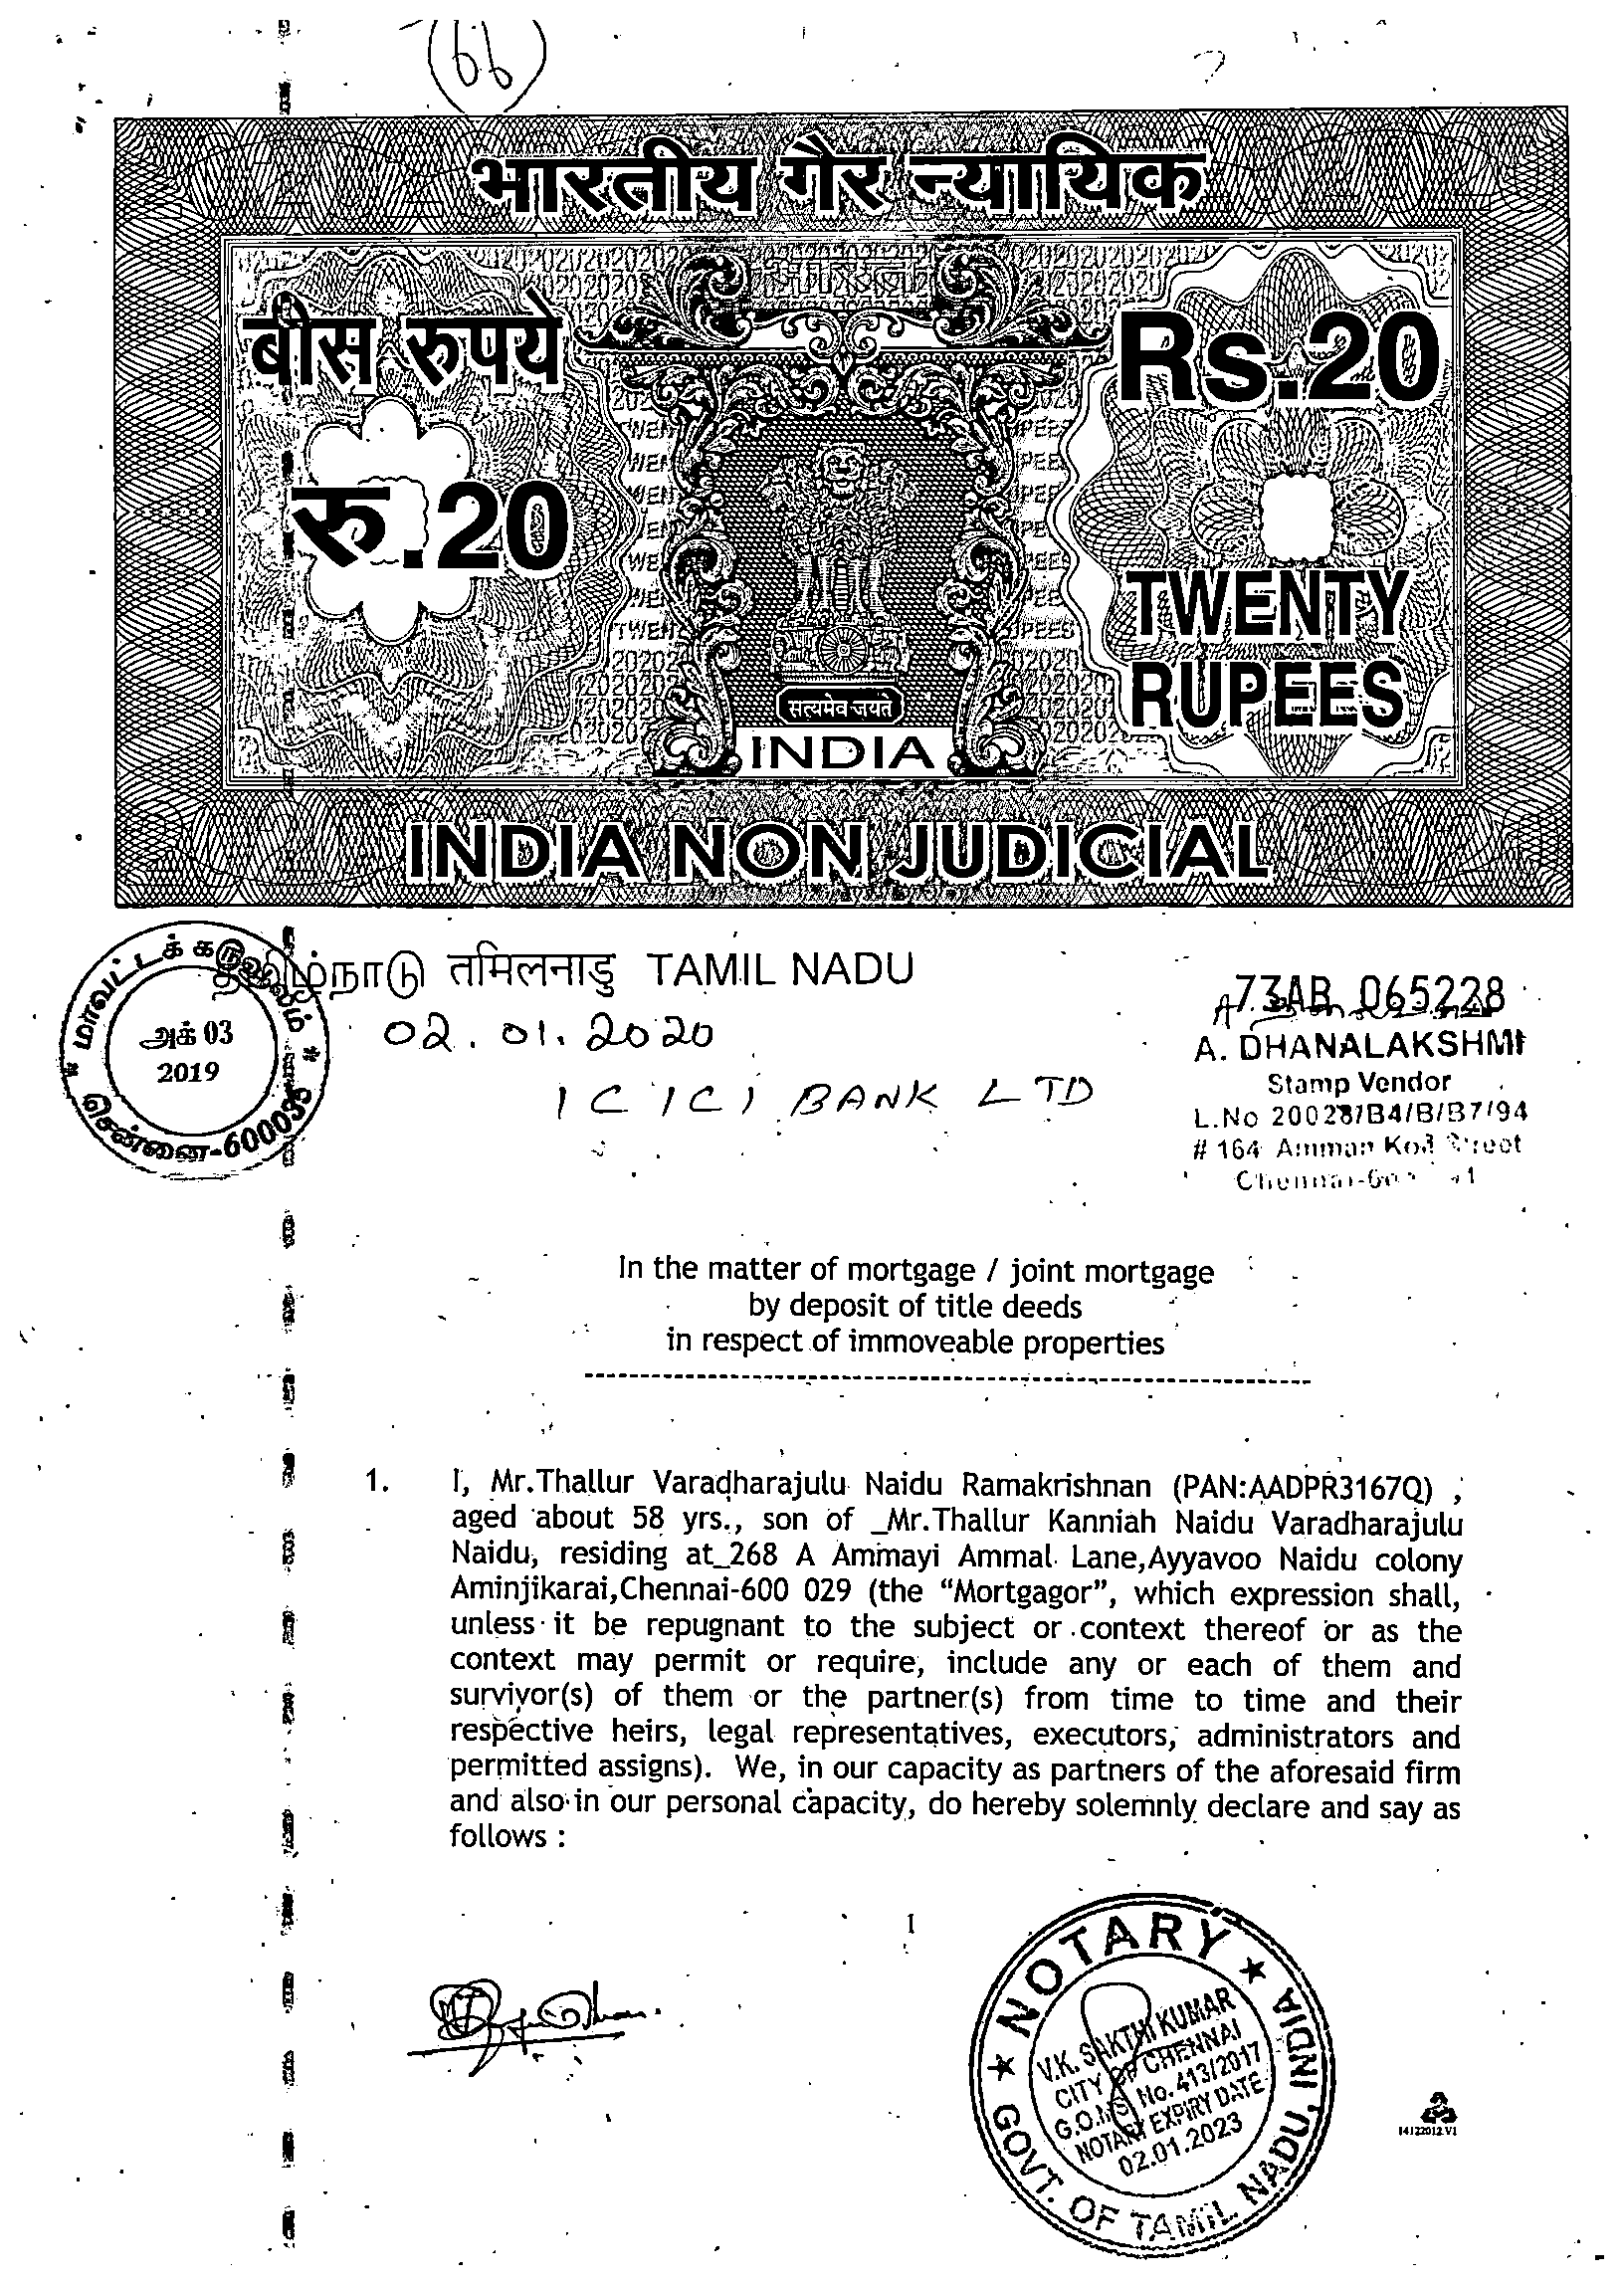 (66)
भारतीय गैर न्यायिक
भारत
बीस रुपये
Rs.20
रु.20
TWENTY
RUPEES
सत्यमेव जयते
INDIA
INDIA NON JUDICIAL
மாவட்டக் கருவூலம்
அக் 03
2019
சென்னை-600035
தமிழ்நாடு तमिलनाडु TAMIL NADU
73AB 065228
02.01.2020
ICICI BANK LTD
A. DHANALAKSHMI
Stamp Vendor
L.No 20028/B4/B/B7/94
# 164 Amman Koil Street
In the matter of mortgage / joint mortgage
by deposit of title deeds
in respect of immoveable properties
1. I, Mr.Thallur Varadharajulu Naidu Ramakrishnan (PAN:AADPR3167Q) ,
aged about 58 yrs., son of _Mr.Thallur Kanniah Naidu Varadharajulu
Naidu, residing at_268 A Ammayi Ammal Lane,Ayyavoo Naidu colony
Aminjikarai,Chennai-600 029 (the “Mortgagor”, which expression shall,
unless it be repugnant to the subject or context thereof or as the
context may permit or require, include any or each of them and
survivor(s) of them or the partner(s) from time to time and their
respective heirs, legal representatives, executors, administrators and
permitted assigns). We, in our capacity as partners of the aforesaid firm
and also in our personal capacity, do hereby solemnly declare and say as
follows :
1
NOTARY
V.K. SAKTHI KUMAR
CITY OF CHENNAI
G.O.MS No. 413/2017
NOTARY EXPIRY DATE
02.01.2023
GOVT. OF TAMIL NADU, INDIA
14122012.V1